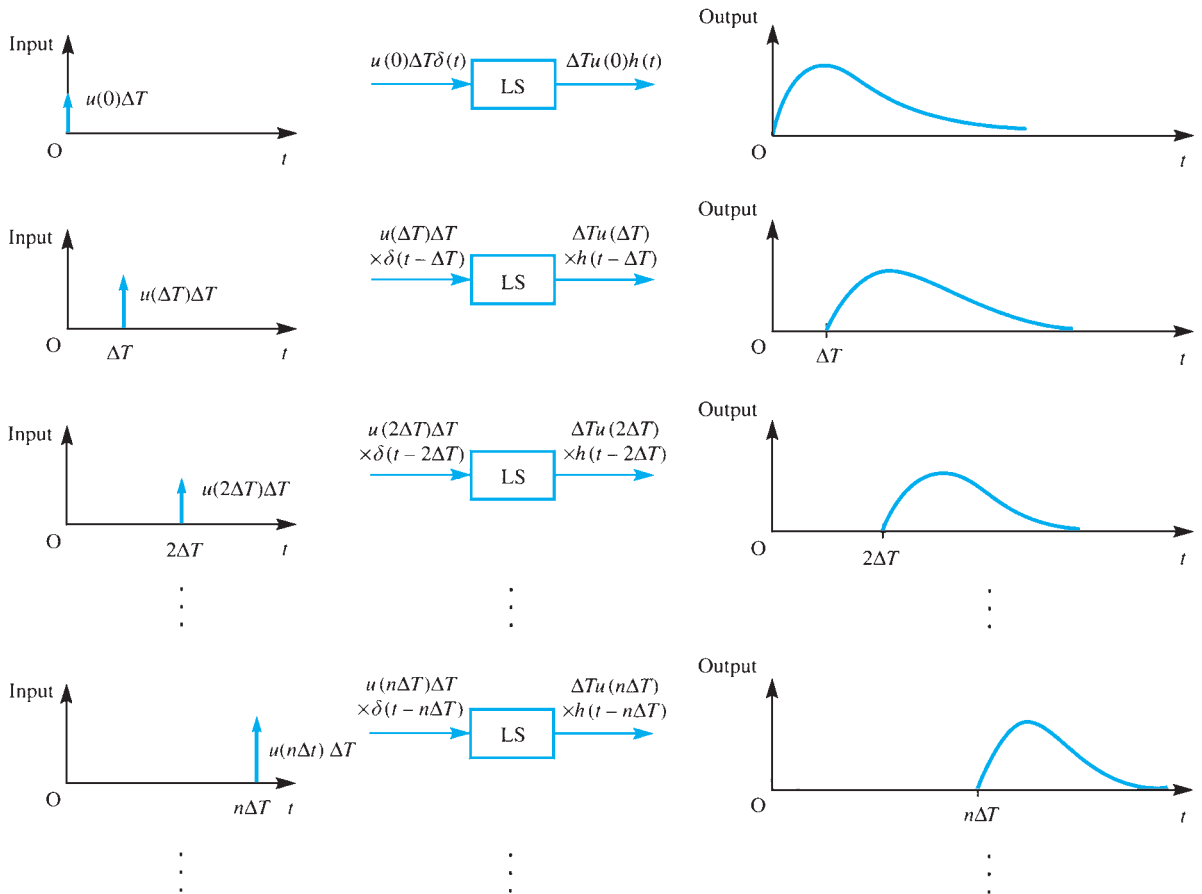 Input
u(0)ΔT
O
t
u(0)ΔTδ(t)
LS
ΔTu(0)h(t)
Output
O
t
Input
u(ΔT)ΔT
O
ΔT
t
u(ΔT)ΔT
×δ(t − ΔT)
LS
ΔTu(ΔT)
×h(t − ΔT)
Output
O
ΔT
t
Input
u(2ΔT)ΔT
O
2ΔT
t
u(2ΔT)ΔT
×δ(t − 2ΔT)
LS
ΔTu(2ΔT)
×h(t − 2ΔT)
Output
O
2ΔT
t
Input
u(nΔt) ΔT
O
nΔT
t
u(nΔT)ΔT
×δ(t − nΔT)
LS
ΔTu(nΔT)
×h(t − nΔT)
Output
O
nΔT
t